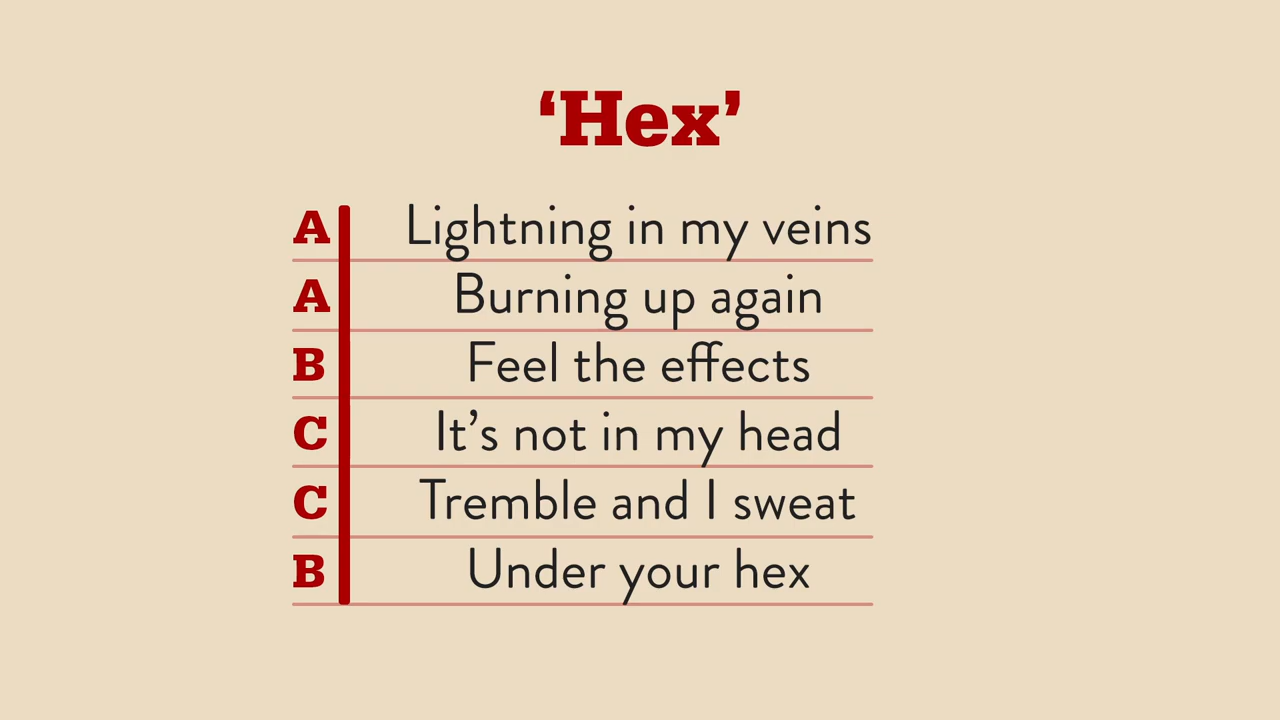 ‘Hex’
A Lightning in my veins
A Burning up again
B Feel the effects
C It’s not in my head
C Tremble and I sweat
B Under your hex